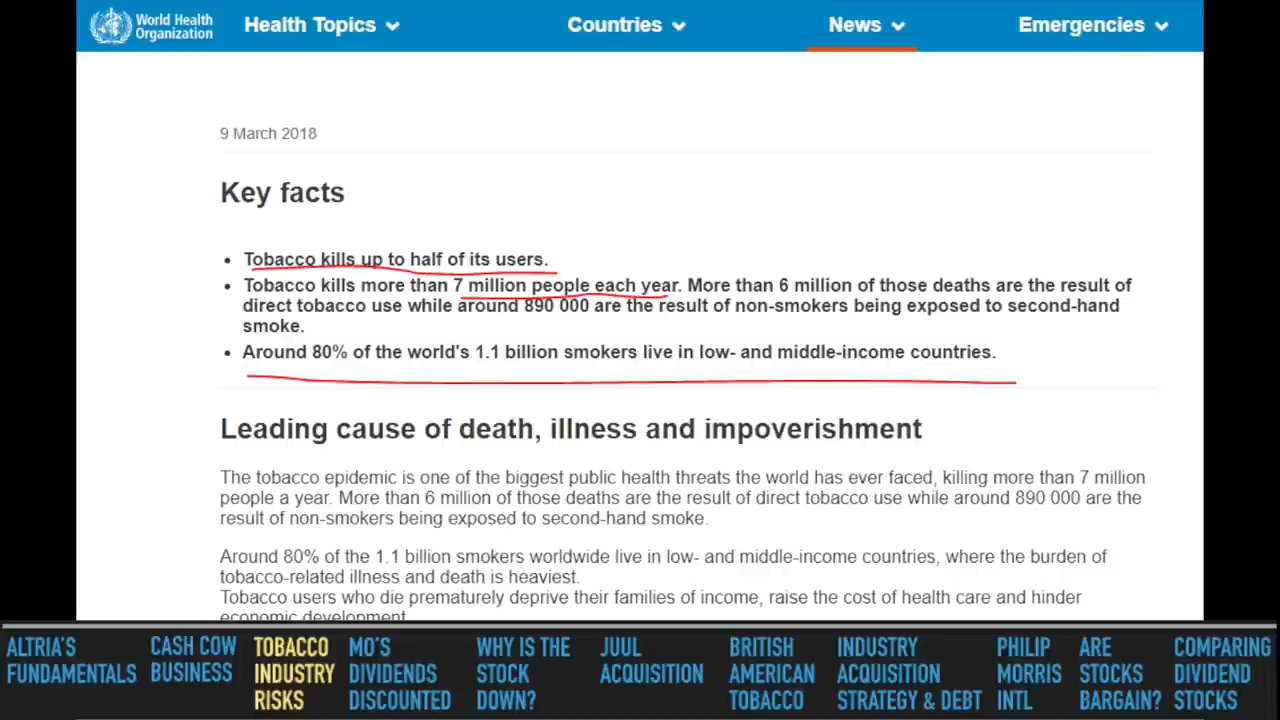 World Health
Organization
Health Topics
Countries
News
Emergencies
9 March 2018
Key facts
Tobacco kills up to half of its users.
Tobacco kills more than 7 million people each year. More than 6 million of those deaths are the result of
direct tobacco use while around 890 000 are the result of non-smokers being exposed to second-hand
smoke.
Around 80% of the world's 1.1 billion smokers live in low- and middle-income countries.
Leading cause of death, illness and impoverishment
The tobacco epidemic is one of the biggest public health threats the world has ever faced, killing more than 7 million
people a year. More than 6 million of those deaths are the result of direct tobacco use while around 890 000 are the
result of non-smokers being exposed to second-hand smoke.
Around 80% of the 1.1 billion smokers worldwide live in low- and middle-income countries, where the burden of
tobacco-related illness and death is heaviest.
Tobacco users who die prematurely deprive their families of income, raise the cost of health care and hinder
economic development.
ALTRIA'S
FUNDAMENTALS
CASH COW
BUSINESS
TOBACCO
INDUSTRY
RISKS
MO'S
DIVIDENDS
DISCOUNTED
WHY IS THE
STOCK
DOWN?
JUUL
ACQUISITION
BRITISH
AMERICAN
TOBACCO
INDUSTRY
ACQUISITION
STRATEGY & DEBT
PHILIP
MORRIS
INTL
ARE
STOCKS
BARGAIN?
COMPARING
DIVIDEND
STOCKS